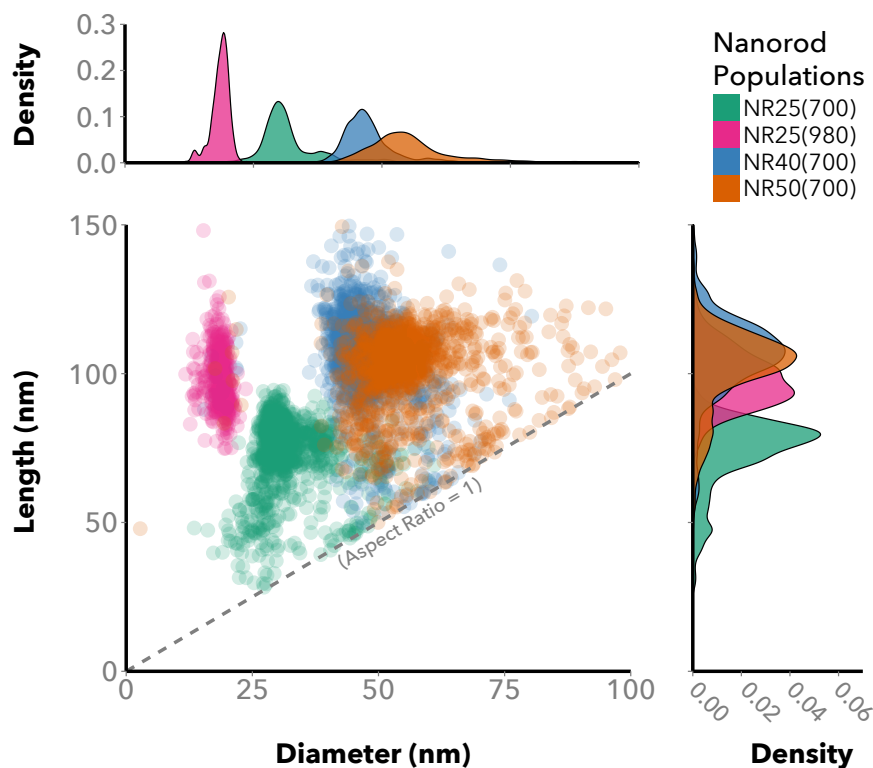 0.3
0.2
0.1
0.0
Density
Nanorod
Populations
NR25(700)
NR25(980)
NR40(700)
NR50(700)
150
100
50
0
Length (nm)
(Aspect Ratio = 1)
0 25 50 75 100
Diameter (nm)
0.00 0.02 0.04 0.06
Density